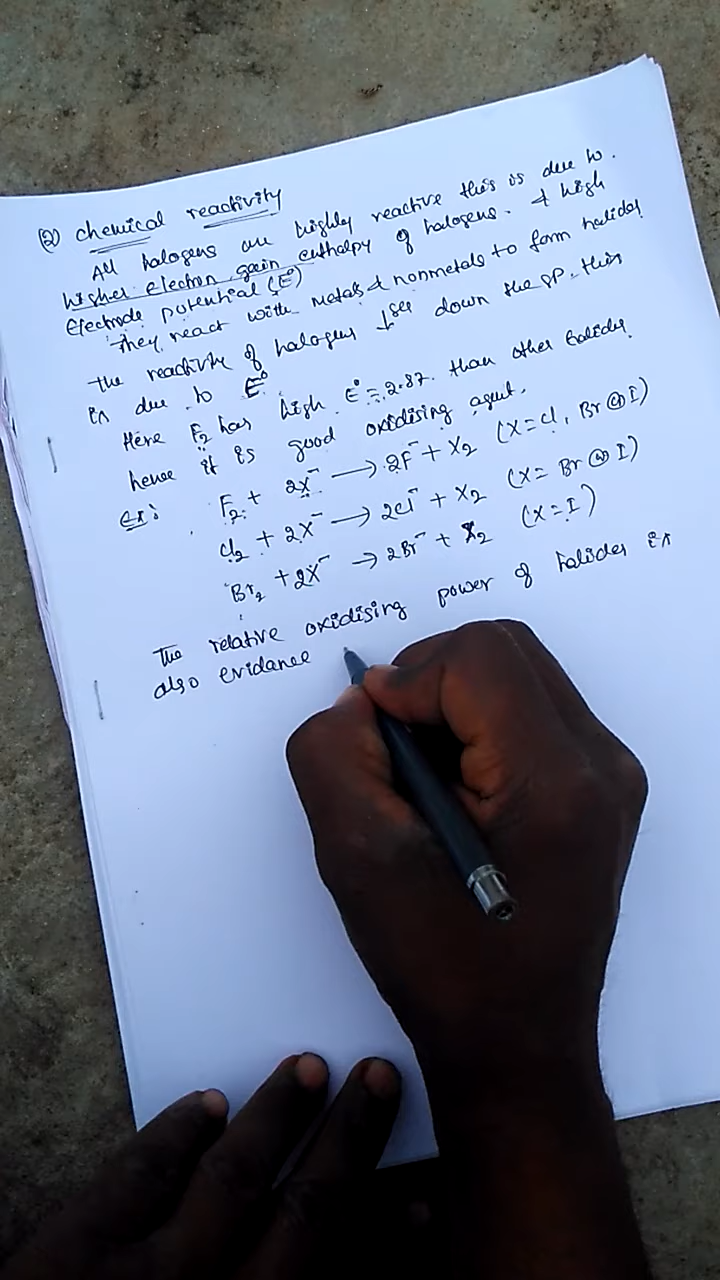 ② chemical reactivity
All halogens are highly reactive this is due to.
higher electron gain enthalpy of halogens. & high
Electrode potential (E°)
They react with metals & nonmetals to form halides
the reactivity of halogens ↓ses down the gp. this
is due to E°
Here F₂ has high. E° = 2.87. than other halides.
hence it is good oxidising agent.
Ex: F₂ + 2X⁻ → 2F⁻ + X₂ (X = Cl, Br (or) I)
Cl₂ + 2X⁻ → 2Cl⁻ + X₂ (X = Br (or) I)
Br₂ + 2X⁻ → 2Br⁻ + X₂ (X = I)
The relative oxidising power of halides is
also evidance